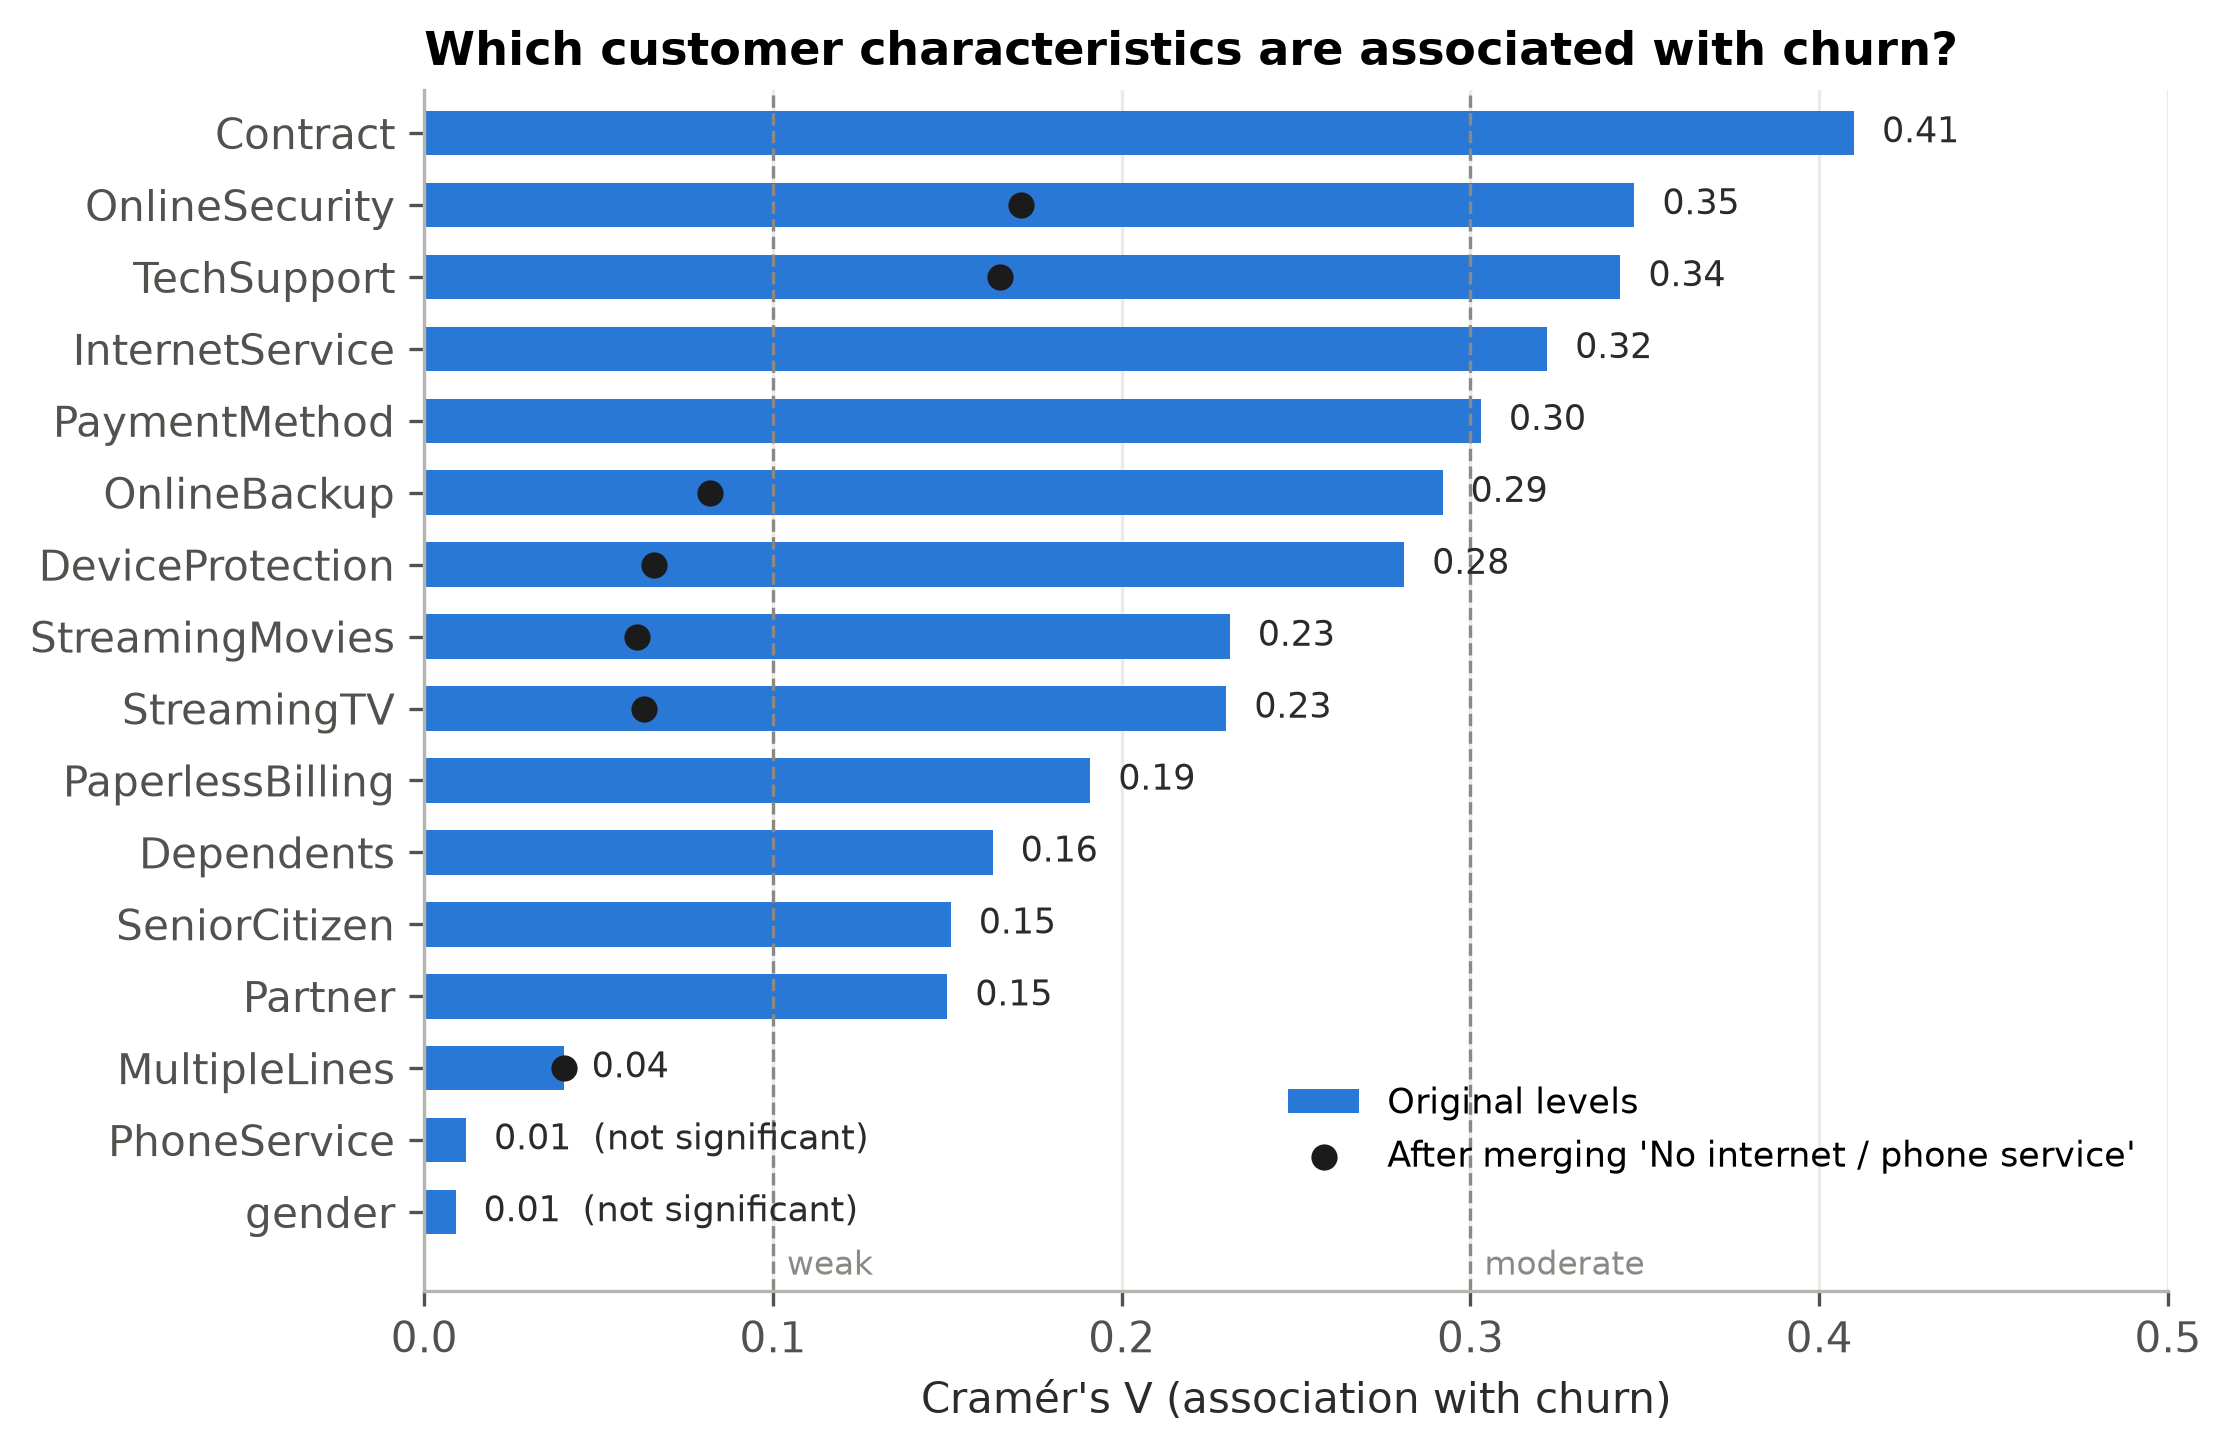 Which customer characteristics are associated with churn?
Contract 0.41
OnlineSecurity 0.35
TechSupport 0.34
InternetService 0.32
PaymentMethod 0.30
OnlineBackup 0.29
DeviceProtection 0.28
StreamingMovies 0.23
StreamingTV 0.23
PaperlessBilling 0.19
Dependents 0.16
SeniorCitizen 0.15
Partner 0.15
MultipleLines 0.04
Original levels
PhoneService 0.01 (not significant)
After merging 'No internet / phone service'
gender 0.01 (not significant)
weak moderate
0.0 0.1 0.2 0.3 0.4 0.5
Cramér's V (association with churn)